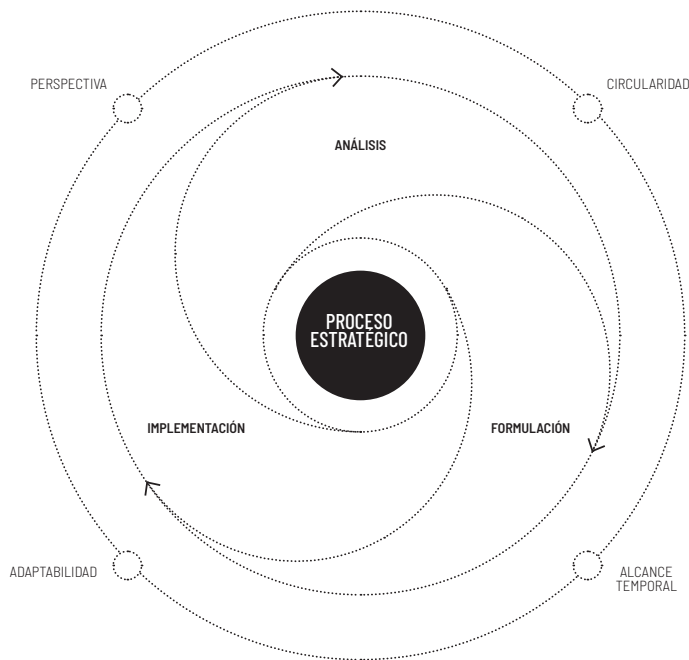 PERSPECTIVA
CIRCULARIDAD
ANÁLISIS
PROCESO
ESTRATÉGICO
IMPLEMENTACIÓN
FORMULACIÓN
ADAPTABILIDAD
ALCANCE
TEMPORAL